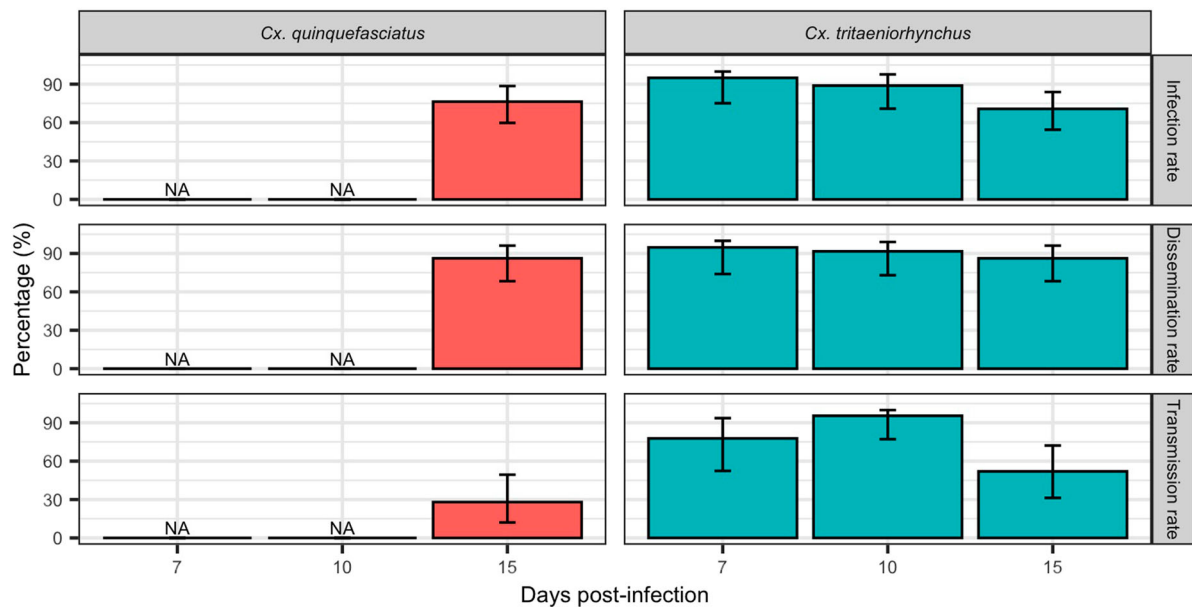 Cx. quinquefasciatus
Cx. tritaeniorhynchus
90
60
30
0
NA
NA
Infection rate
90
60
30
0
NA
NA
Dissemination rate
90
60
30
0
NA
NA
Transmission rate
Percentage (%)
7
10
15
7
10
15
Days post-infection